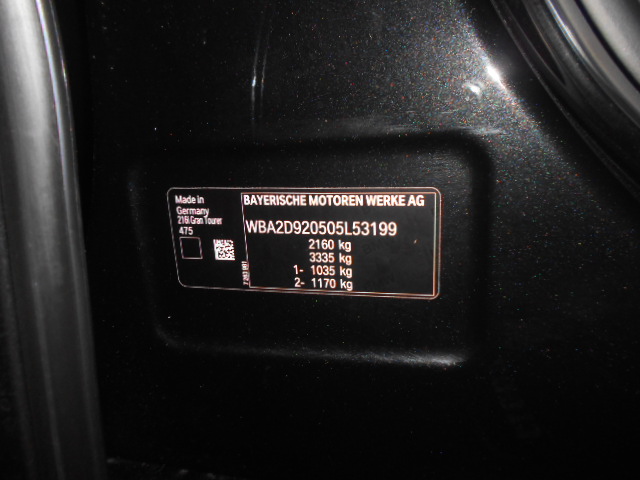 Made in
Germany
216i Gran Tourer
475
BAYERISCHE MOTOREN WERKE AG
WBA2D920505L53199
2160 kg
3335 kg
1- 1035 kg
2- 1170 kg